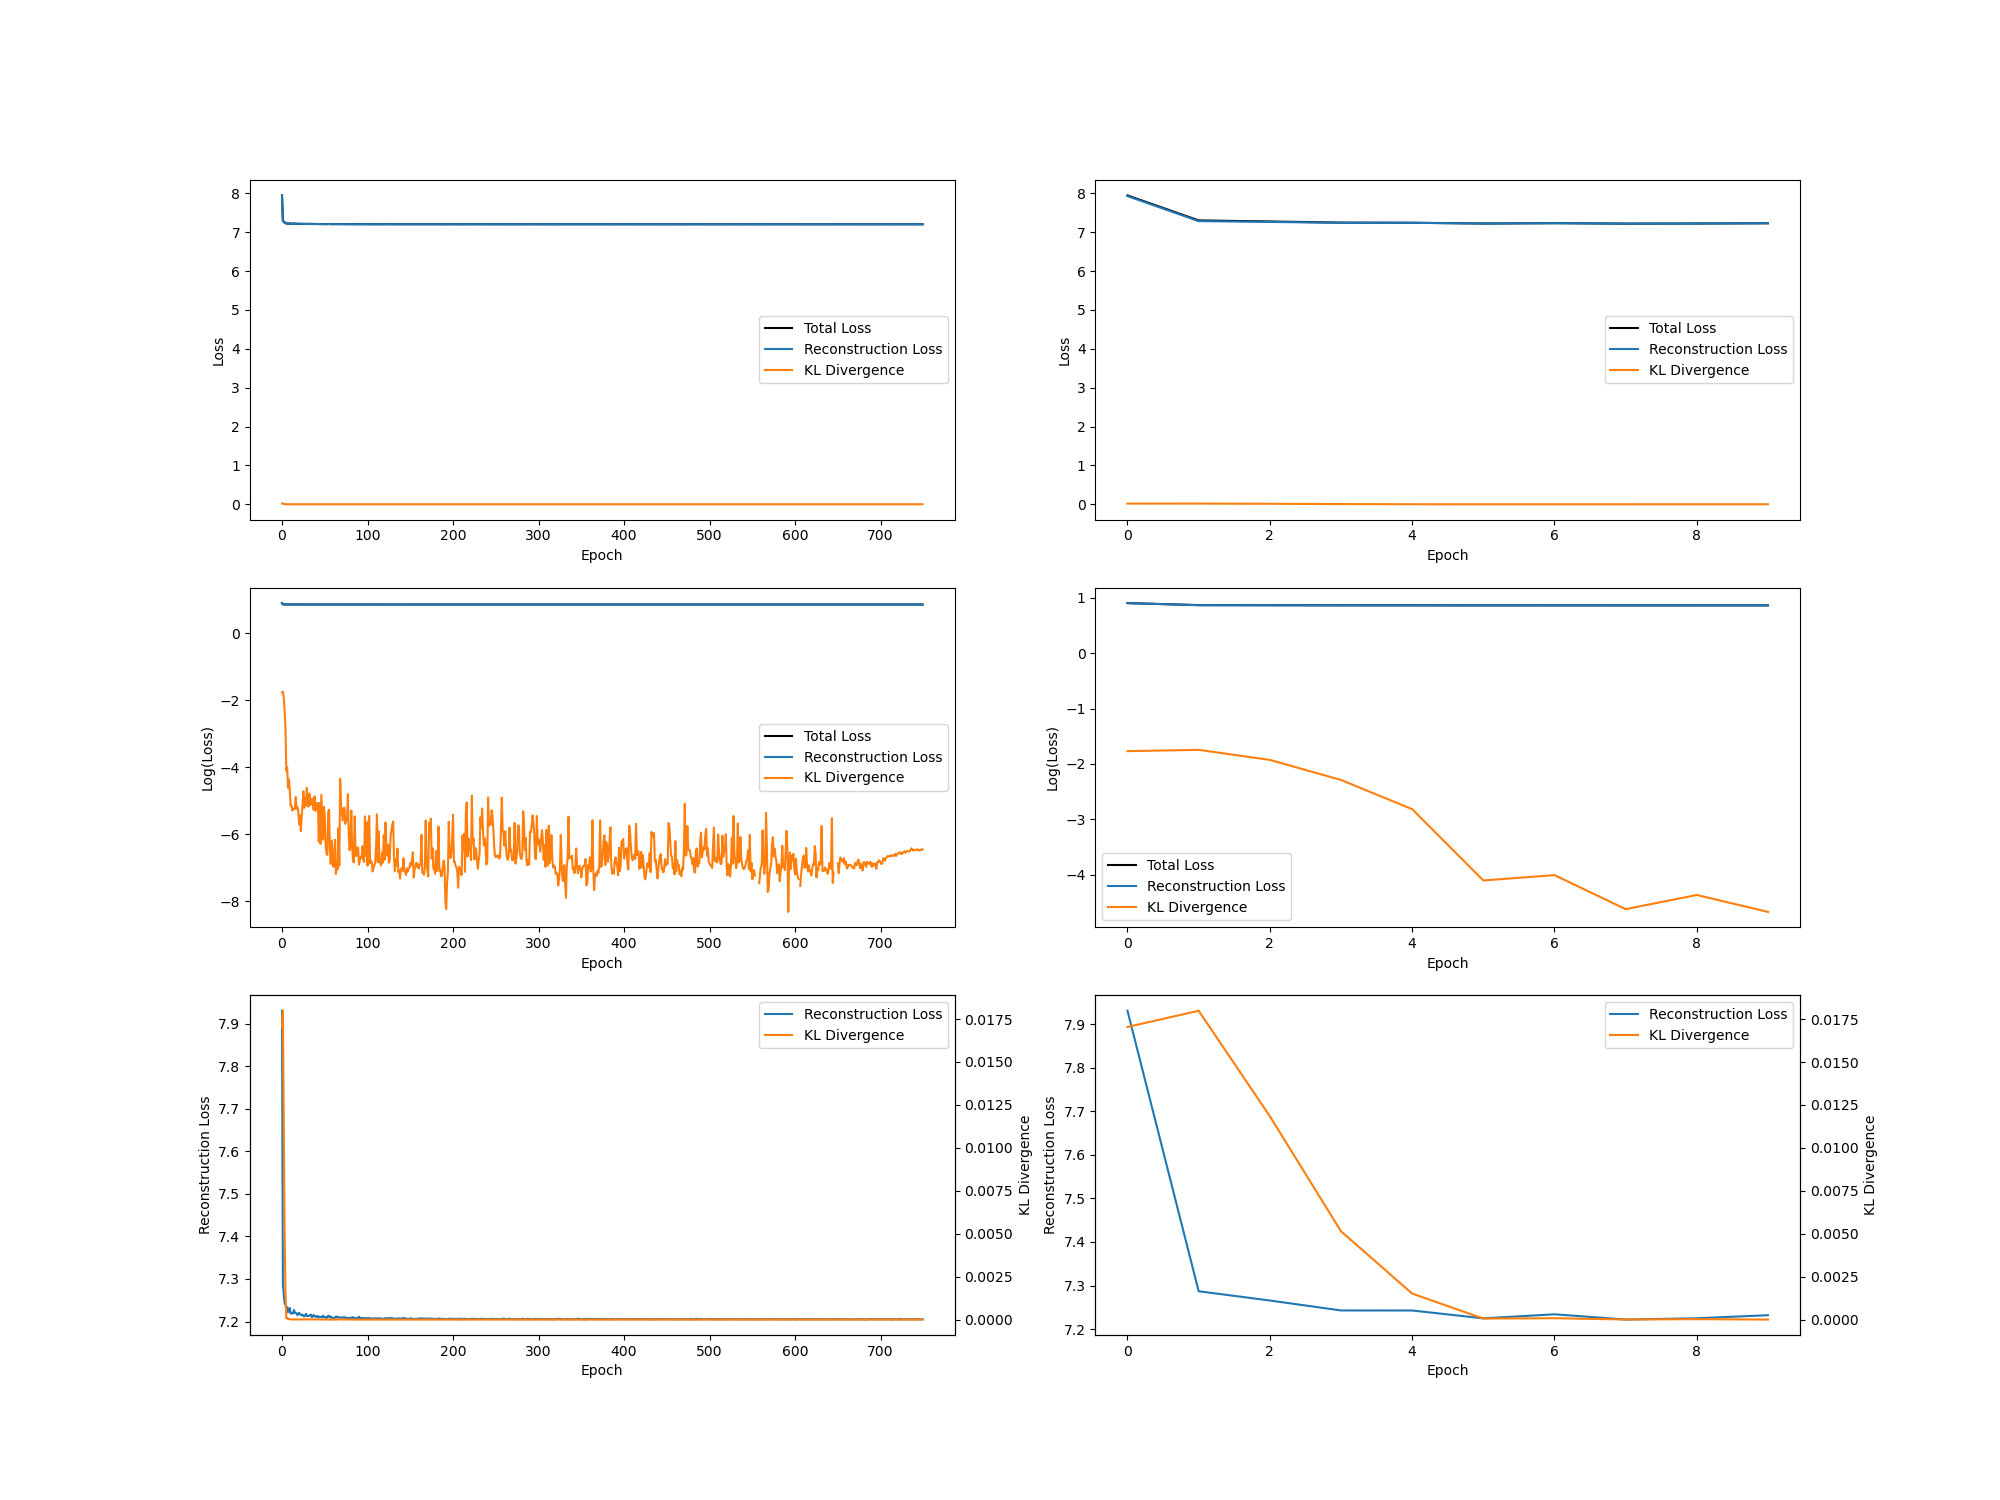 8
7
6
5
4
3
2
1
0
Loss
0 100 200 300 400 500 600 700
Epoch
Total Loss
Reconstruction Loss
KL Divergence
8
7
6
5
4
3
2
1
0
Loss
0 2 4 6 8
Epoch
Total Loss
Reconstruction Loss
KL Divergence
0
−2
−4
−6
−8
Log(Loss)
0 100 200 300 400 500 600 700
Epoch
Total Loss
Reconstruction Loss
KL Divergence
1
0
−1
−2
−3
−4
Log(Loss)
0 2 4 6 8
Epoch
Total Loss
Reconstruction Loss
KL Divergence
7.9
7.8
7.7
7.6
7.5
7.4
7.3
7.2
Reconstruction Loss
0 100 200 300 400 500 600 700
Epoch
Reconstruction Loss
KL Divergence
0.0175
0.0150
0.0125
0.0100
0.0075
0.0050
0.0025
0.0000
KL Divergence
7.9
7.8
7.7
7.6
7.5
7.4
7.3
7.2
Reconstruction Loss
0 2 4 6 8
Epoch
Reconstruction Loss
KL Divergence
0.0175
0.0150
0.0125
0.0100
0.0075
0.0050
0.0025
0.0000
KL Divergence